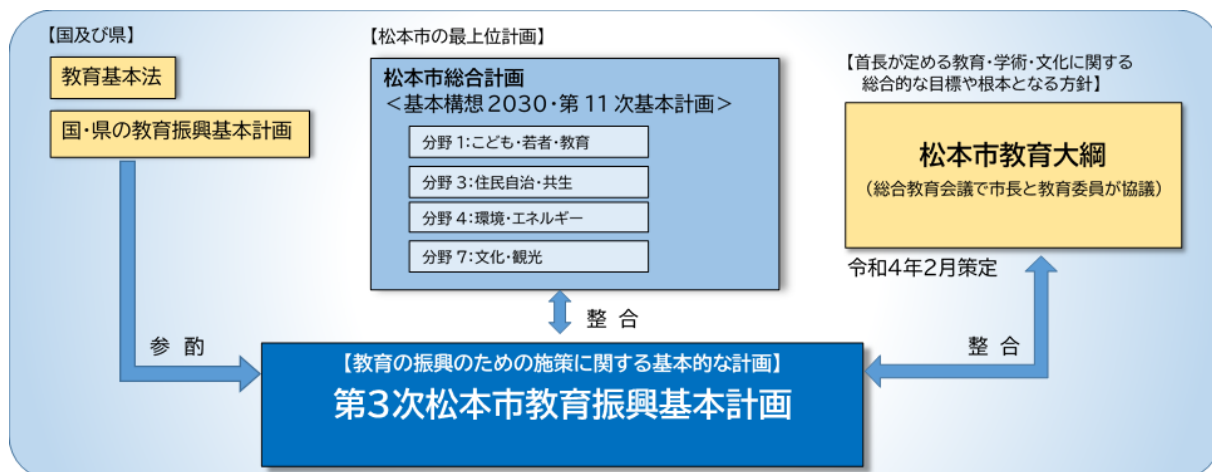 【国及び県】
教育基本法
国・県の教育振興基本計画
参 酌
【松本市の最上位計画】
松本市総合計画
＜基本構想2030・第11次基本計画＞
分野1:こども・若者・教育
分野3:住民自治・共生
分野4:環境・エネルギー
分野7:文化・観光
整 合
【首長が定める教育・学術・文化に関する
総合的な目標や根本となる方針】
松本市教育大綱
（総合教育会議で市長と教育委員が協議）
令和4年2月策定
整 合
【教育の振興のための施策に関する基本的な計画】
第3次松本市教育振興基本計画